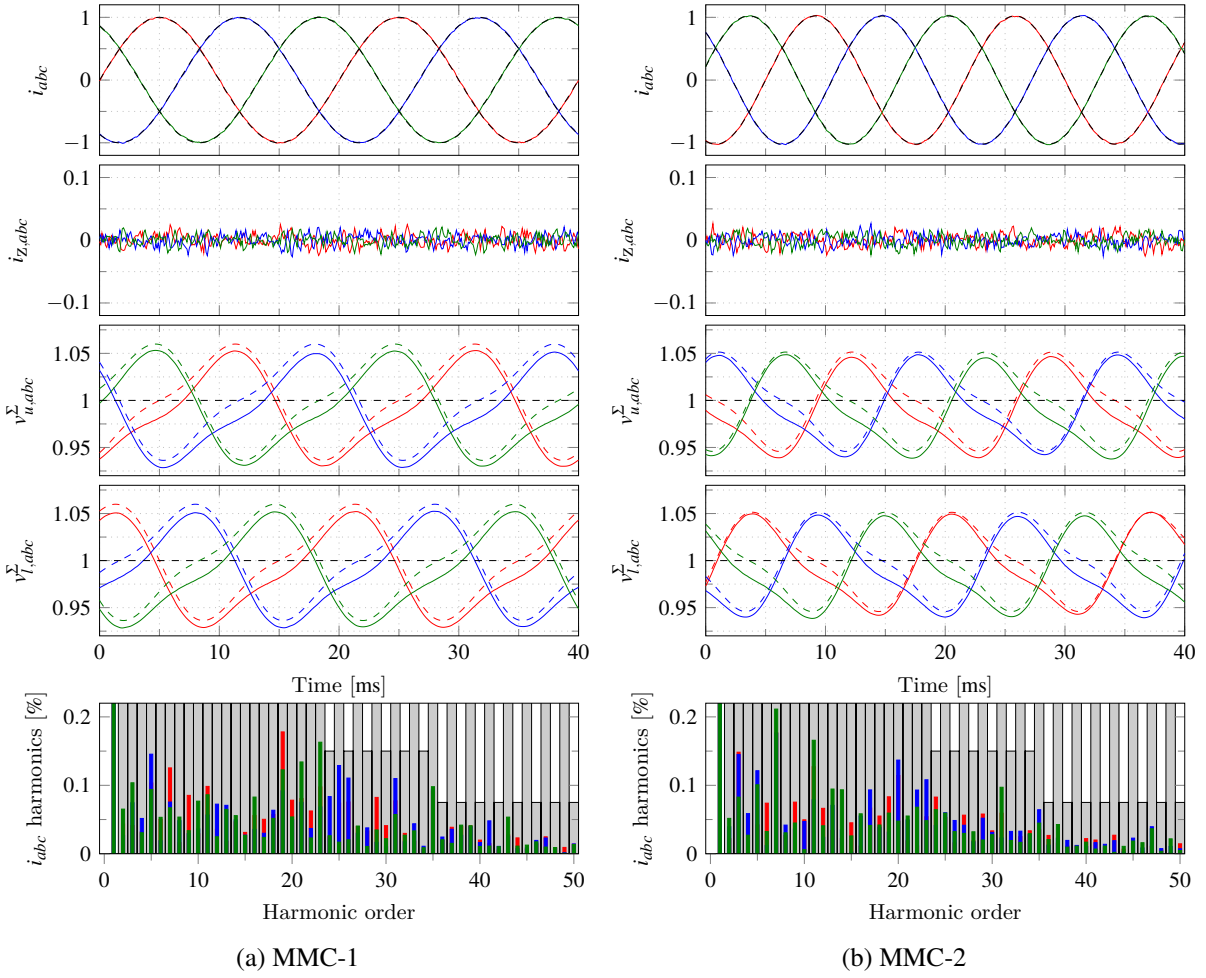 1
0
−1
i_abc
0.1
0
−0.1
i_Z,abc
1.05
1
0.95
v^Σ_u,abc
1.05
1
0.95
v^Σ_l,abc
0 10 20 30 40
Time [ms]
0.2
0.1
0
i_abc harmonics [%]
0 10 20 30 40 50
Harmonic order
(a) MMC-1
1
0
−1
i_abc
0.1
0
−0.1
i_Z,abc
1.05
1
0.95
v^Σ_u,abc
1.05
1
0.95
v^Σ_l,abc
0 10 20 30 40
Time [ms]
0.2
0.1
0
i_abc harmonics [%]
0 10 20 30 40 50
Harmonic order
(b) MMC-2